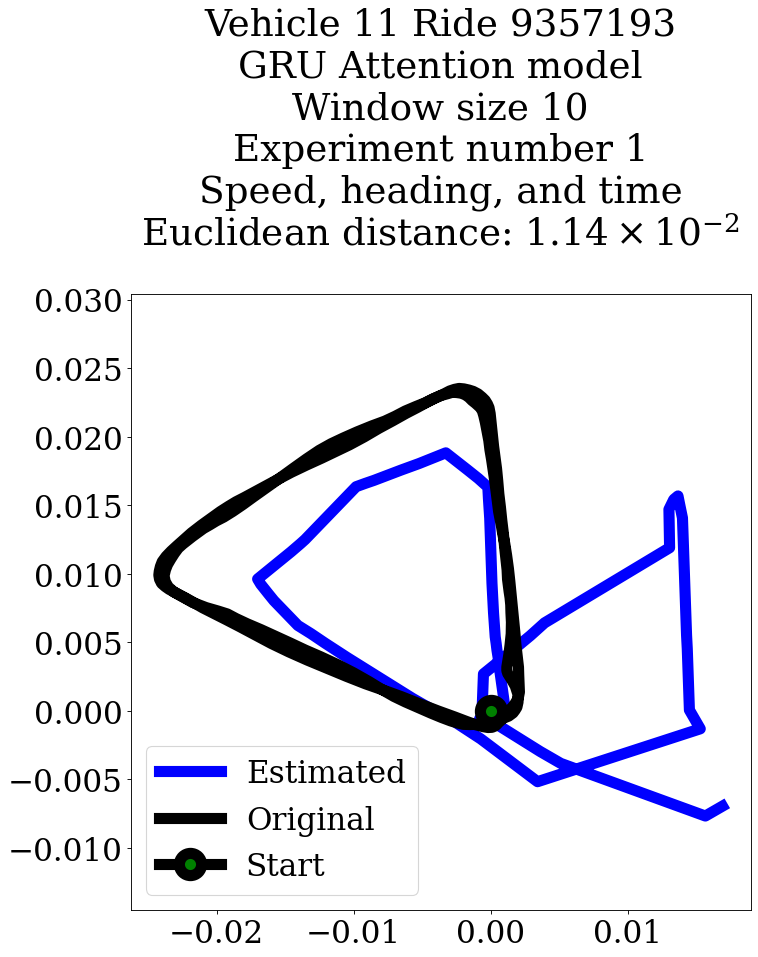 Vehicle 11 Ride 9357193
GRU Attention model
Window size 10
Experiment number 1
Speed, heading, and time
Euclidean distance: 1.14 × 10⁻²
0.030
0.025
0.020
0.015
0.010
0.005
0.000
−0.005
−0.010
Estimated
Original
Start
−0.02 −0.01 0.00 0.01